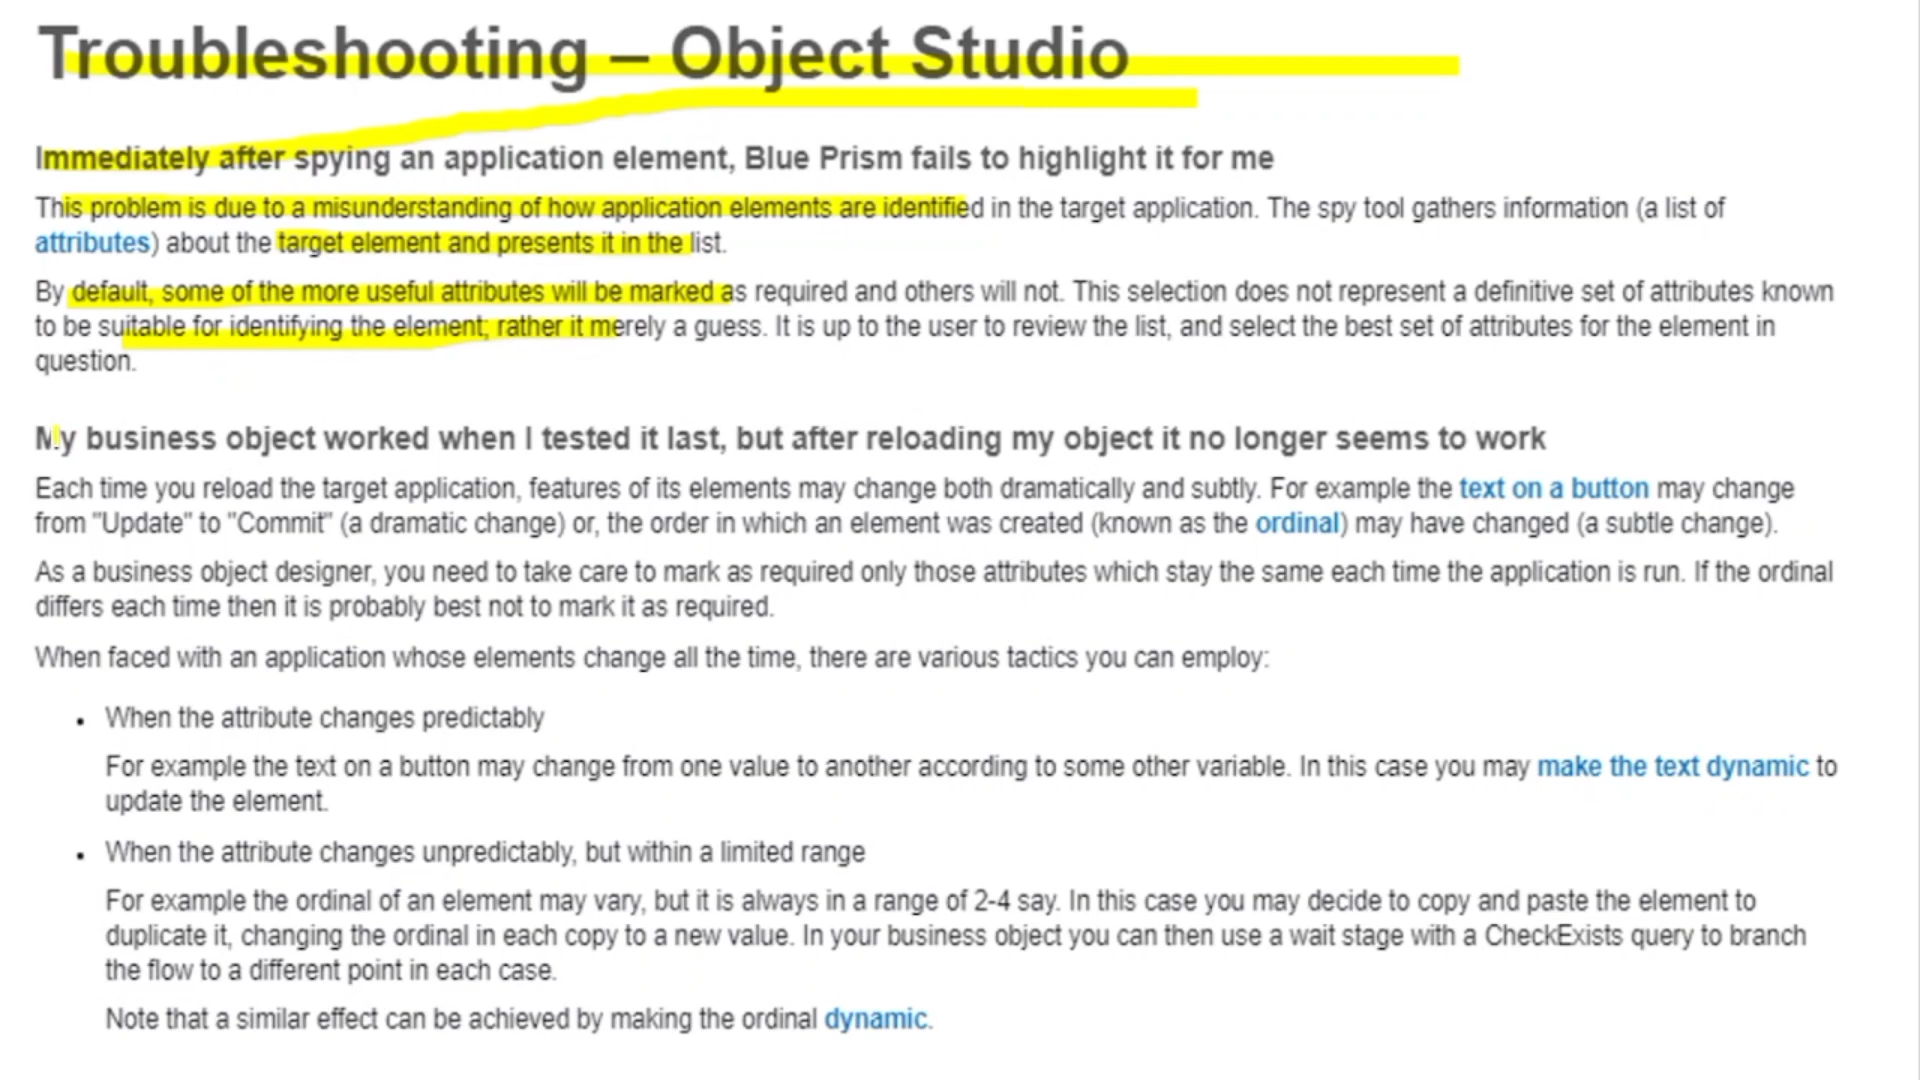 Troubleshooting – Object Studio
Immediately after spying an application element, Blue Prism fails to highlight it for me
This problem is due to a misunderstanding of how application elements are identified in the target application. The spy tool gathers information (a list of
attributes) about the target element and presents it in the list.
By default, some of the more useful attributes will be marked as required and others will not. This selection does not represent a definitive set of attributes known
to be suitable for identifying the element; rather it merely a guess. It is up to the user to review the list, and select the best set of attributes for the element in
question.
My business object worked when I tested it last, but after reloading my object it no longer seems to work
Each time you reload the target application, features of its elements may change both dramatically and subtly. For example the text on a button may change
from "Update" to "Commit" (a dramatic change) or, the order in which an element was created (known as the ordinal) may have changed (a subtle change).
As a business object designer, you need to take care to mark as required only those attributes which stay the same each time the application is run. If the ordinal
differs each time then it is probably best not to mark it as required.
When faced with an application whose elements change all the time, there are various tactics you can employ:
• When the attribute changes predictably
For example the text on a button may change from one value to another according to some other variable. In this case you may make the text dynamic to
update the element.
• When the attribute changes unpredictably, but within a limited range
For example the ordinal of an element may vary, but it is always in a range of 2-4 say. In this case you may decide to copy and paste the element to
duplicate it, changing the ordinal in each copy to a new value. In your business object you can then use a wait stage with a CheckExists query to branch
the flow to a different point in each case.
Note that a similar effect can be achieved by making the ordinal dynamic.